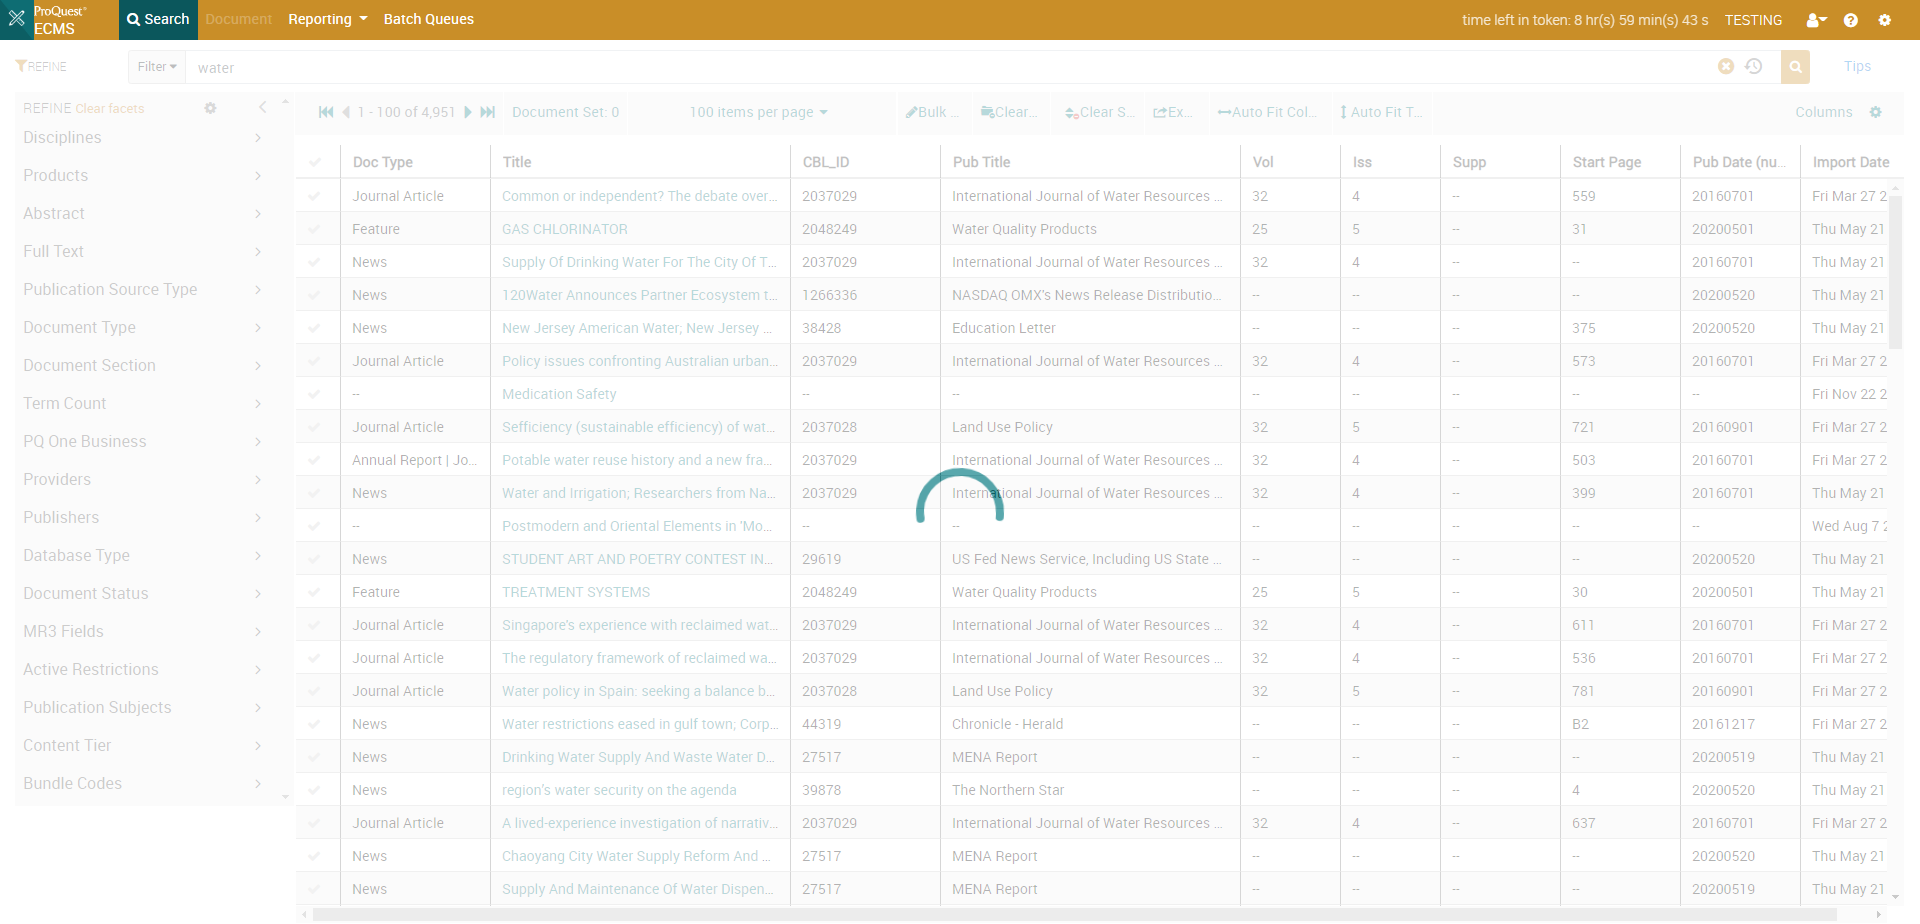 ProQuest® ECMS Search Document Reporting Batch Queues time left in token: 8 hr(s) 59 min(s) 43 s TESTING
REFINE Filter water Tips
REFINE Clear facets
Disciplines
Products
Abstract
Full Text
Publication Source Type
Document Type
Document Section
Term Count
PQ One Business
Providers
Publishers
Database Type
Document Status
MR3 Fields
Active Restrictions
Publication Subjects
Content Tier
Bundle Codes
1 - 100 of 4,951 Document Set: 0 100 items per page Bulk ... Clear... Clear S... Ex... Auto Fit Col... Auto Fit T... Columns
Doc Type Title CBL_ID Pub Title Vol Iss Supp Start Page Pub Date (nu... Import Date
Journal Article Common or independent? The debate over... 2037029 International Journal of Water Resources ... 32 4 -- 559 20160701 Fri Mar 27 2
Feature GAS CHLORINATOR 2048249 Water Quality Products 25 5 -- 31 20200501 Thu May 21
News Supply Of Drinking Water For The City Of T... 2037029 International Journal of Water Resources ... 32 4 -- -- 20160701 Thu May 21
News 120Water Announces Partner Ecosystem t... 1266336 NASDAQ OMX's News Release Distributio... -- -- -- -- 20200520 Thu May 21
News New Jersey American Water; New Jersey ... 38428 Education Letter -- -- -- 375 20200520 Thu May 21
Journal Article Policy issues confronting Australian urban... 2037029 International Journal of Water Resources ... 32 4 -- 573 20160701 Fri Mar 27 2
-- Medication Safety -- -- -- -- -- -- -- Fri Nov 22 2
Journal Article Sefficiency (sustainable efficiency) of wat... 2037028 Land Use Policy 32 5 -- 721 20160901 Fri Mar 27 2
Annual Report | Jo... Potable water reuse history and a new fra... 2037029 International Journal of Water Resources ... 32 4 -- 503 20160701 Fri Mar 27 2
News Water and Irrigation; Researchers from Na... 2037029 International Journal of Water Resources ... 32 4 -- 399 20160701 Thu May 21
-- Postmodern and Oriental Elements in 'Mo... -- -- -- -- -- -- -- Wed Aug 7 2
News STUDENT ART AND POETRY CONTEST IN... 29619 US Fed News Service, Including US State ... -- -- -- -- 20200520 Thu May 21
Feature TREATMENT SYSTEMS 2048249 Water Quality Products 25 5 -- 30 20200501 Thu May 21
Journal Article Singapore's experience with reclaimed wat... 2037029 International Journal of Water Resources ... 32 4 -- 611 20160701 Fri Mar 27 2
Journal Article The regulatory framework of reclaimed wa... 2037029 International Journal of Water Resources ... 32 4 -- 536 20160701 Fri Mar 27 2
Journal Article Water policy in Spain: seeking a balance b... 2037028 Land Use Policy 32 5 -- 781 20160901 Fri Mar 27 2
News Water restrictions eased in gulf town; Corp... 44319 Chronicle - Herald -- -- -- B2 20161217 Fri Mar 27 2
News Drinking Water Supply And Waste Water D... 27517 MENA Report -- -- -- -- 20200519 Thu May 21
News region's water security on the agenda 39878 The Northern Star -- -- -- 4 20200520 Thu May 21
Journal Article A lived-experience investigation of narrativ... 2037029 International Journal of Water Resources ... 32 4 -- 637 20160701 Fri Mar 27 2
News Chaoyang City Water Supply Reform And ... 27517 MENA Report -- -- -- -- 20200520 Thu May 21
News Supply And Maintenance Of Water Dispen... 27517 MENA Report -- -- -- -- 20200519 Thu May 21